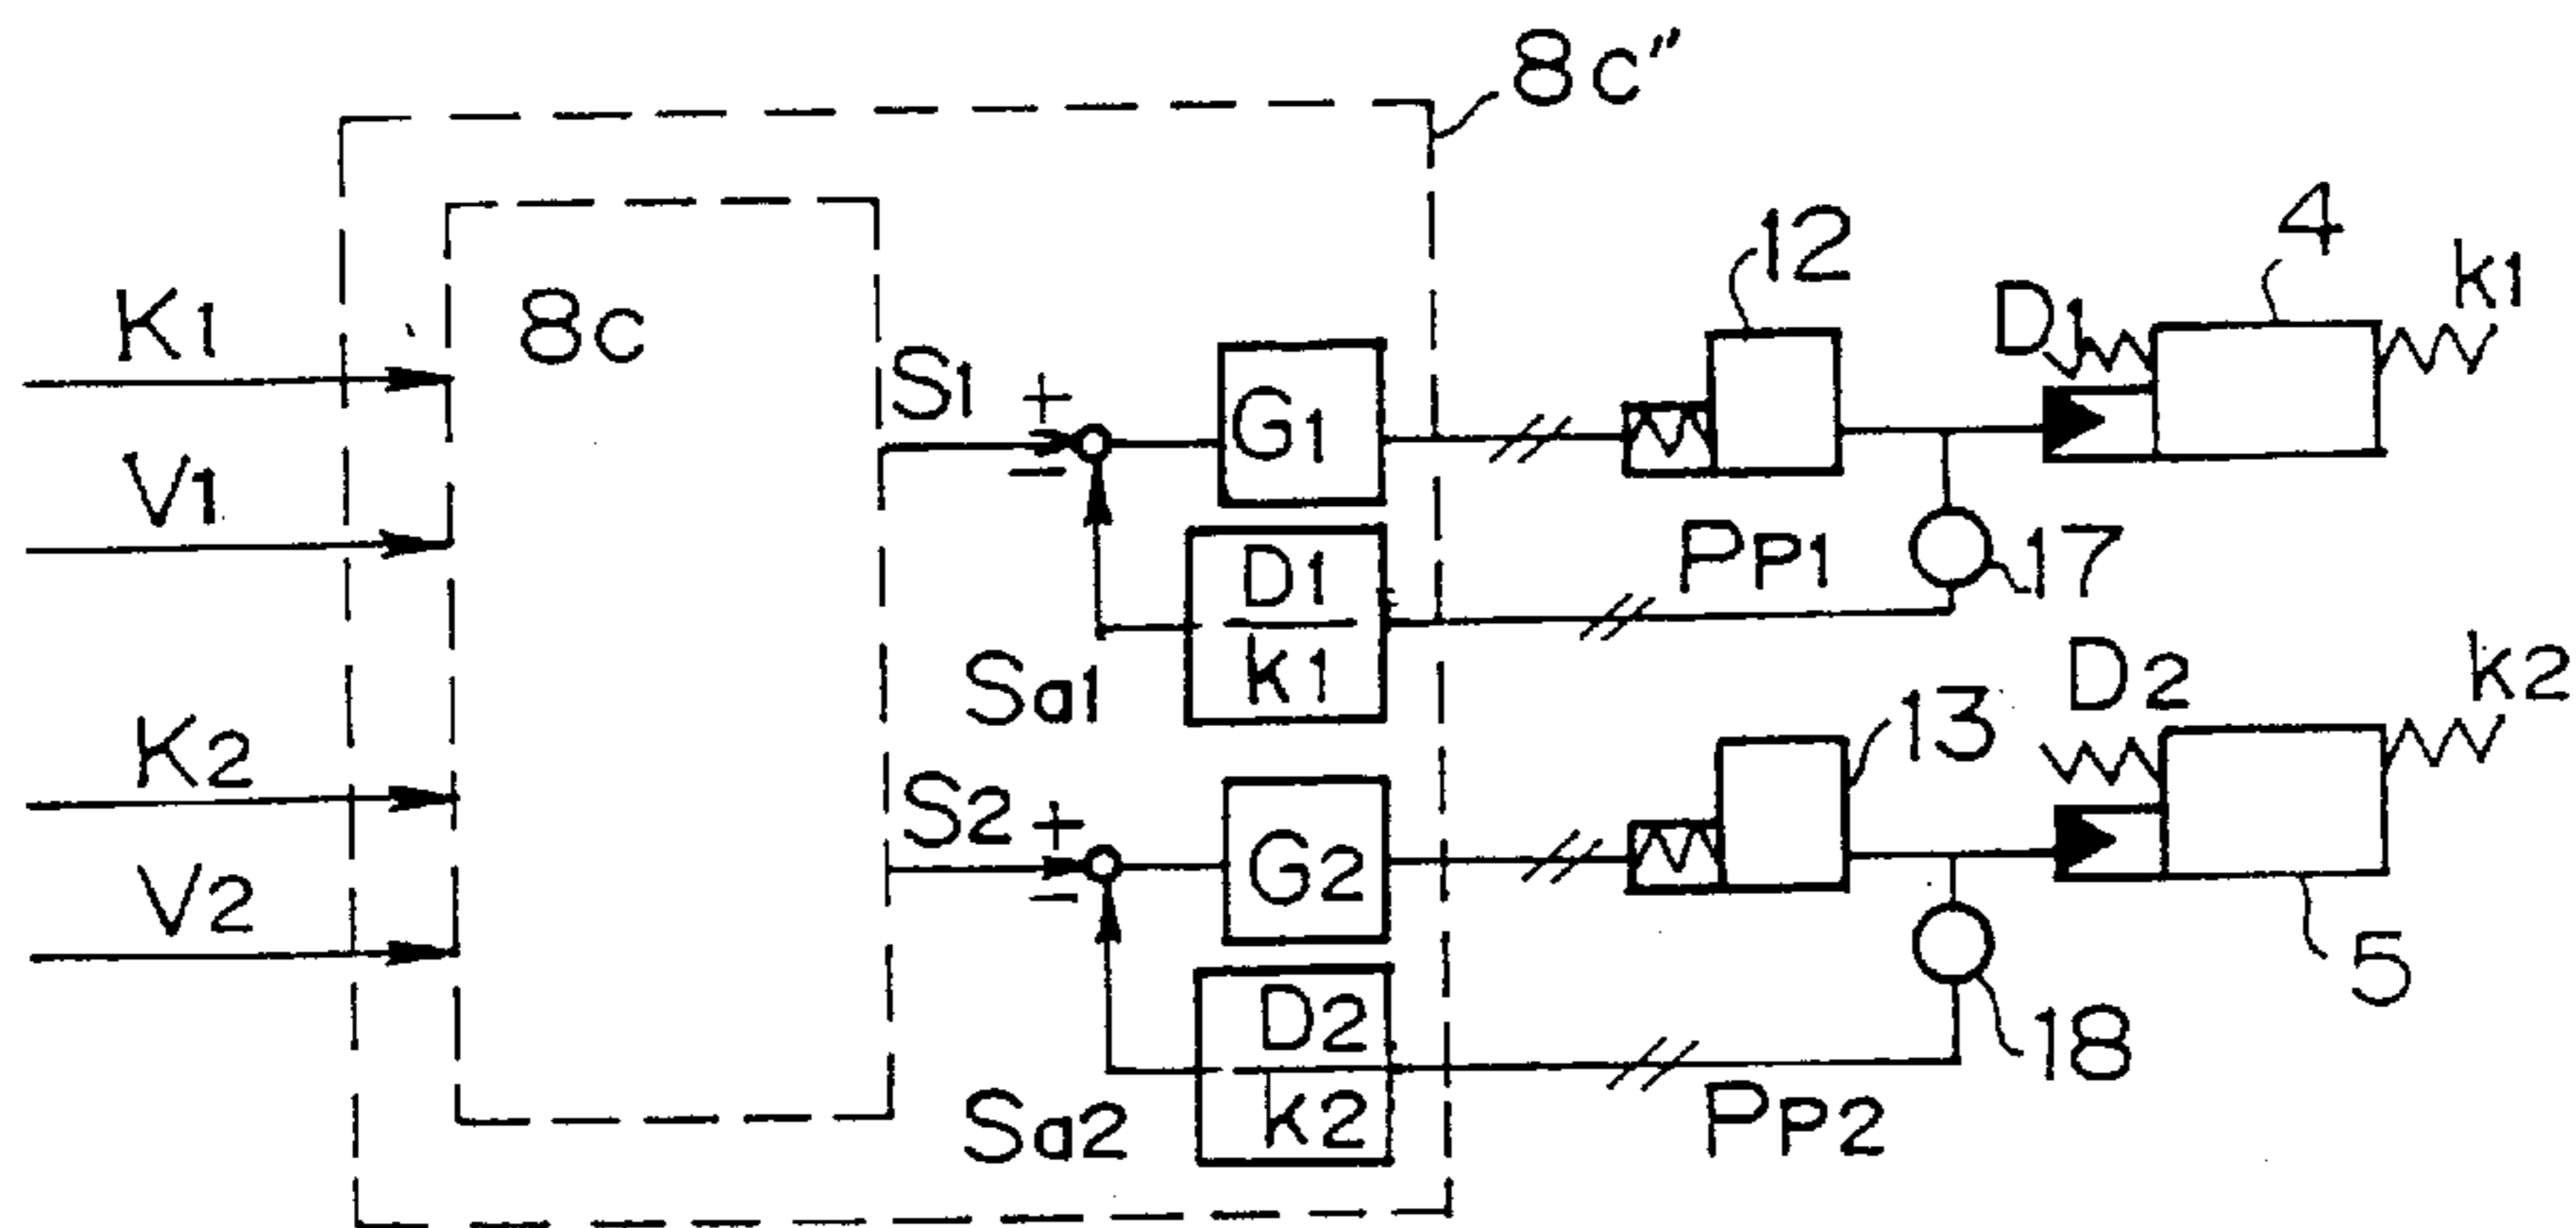 8c"
12
4
k1
D1
K1
8c
S1
+
G1
V1
−
D1
k1
PP1
17
Sa1
K2
13
D2
k2
S2
+
G2
V2
−
5
D2
k2
18
Sa2
PP2